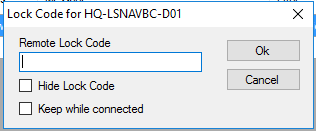 Lock Code for HQ-LSNAVBC-D01
Remote Lock Code
Ok
Hide Lock Code
Cancel
Keep while connected